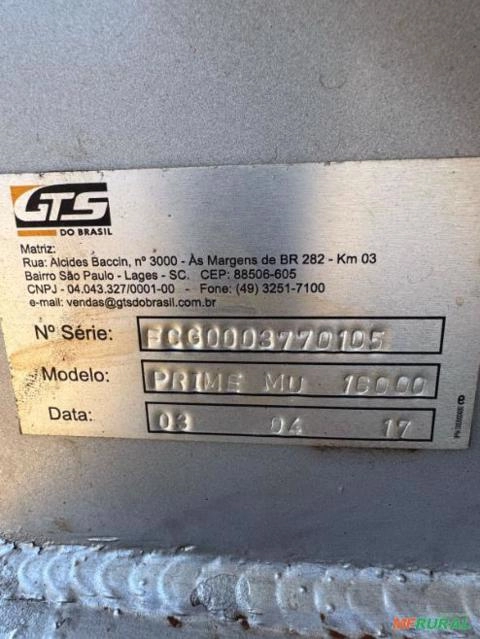 GTS
DO BRASIL
Matriz:
Rua: Alcides Baccin, nº 3000 - Às Margens de BR 282 - Km 03
Bairro São Paulo - Lages - SC. CEP: 88506-605
CNPJ - 04.043.327/0001-00 - Fone: (49) 3251-7100
e-mail: vendas@gtsdobrasil.com.br
Nº Série: FCG0003770105
Modelo: PRIME MU 16000
Data: 03 04 17
MFRURAL